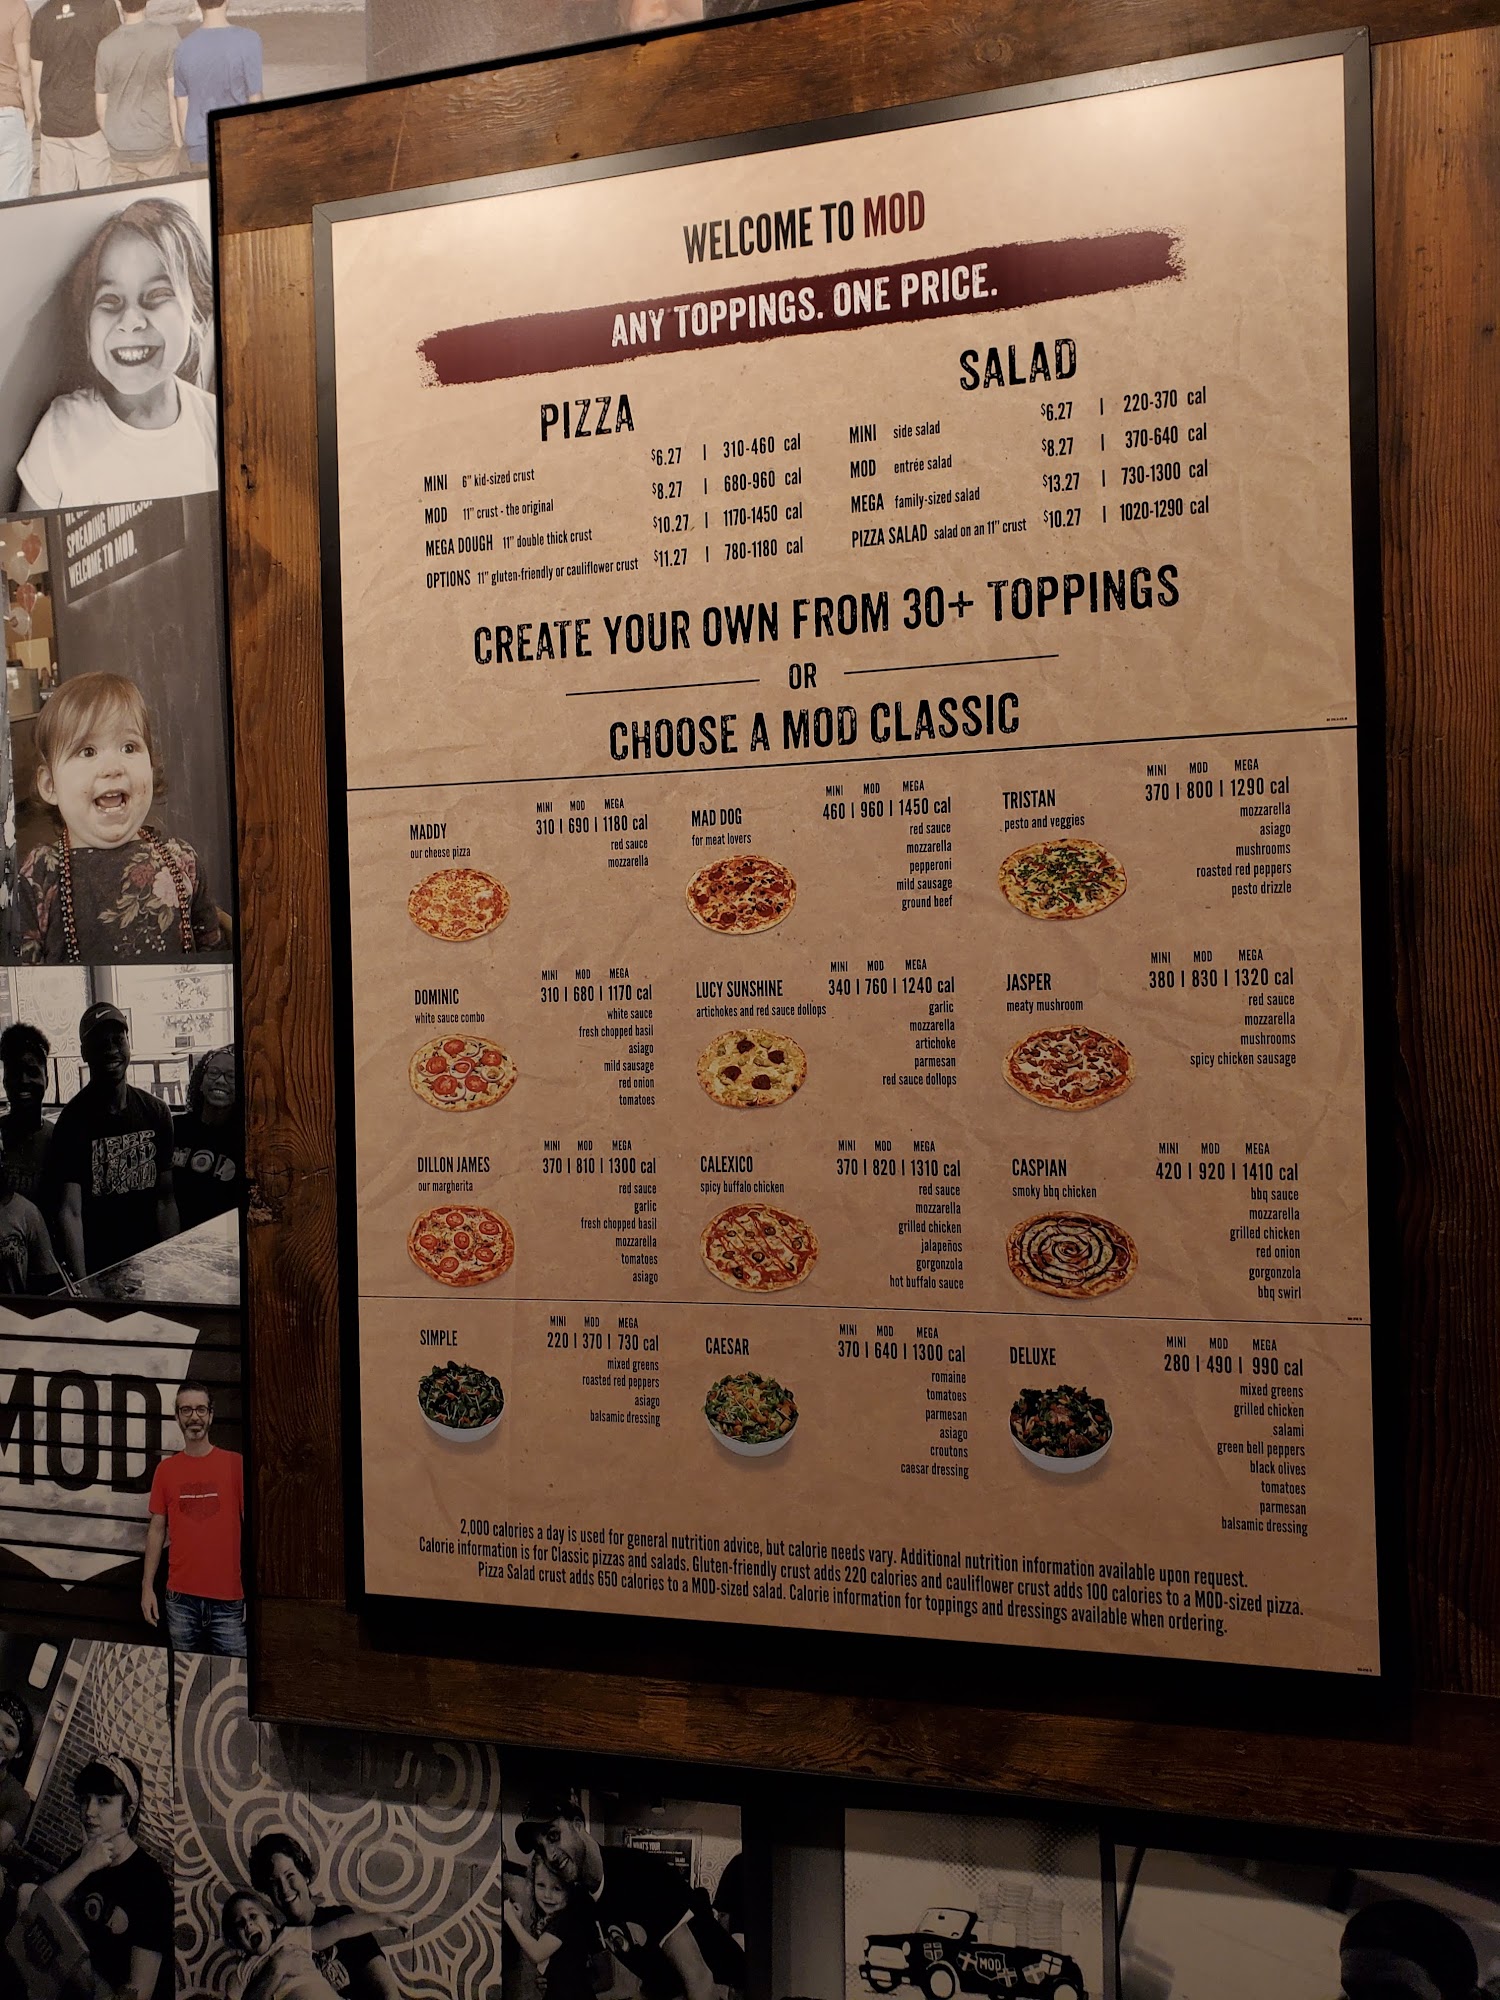 SPREADING MODNESS.
WELCOME TO MOD.
WELCOME TO MOD
ANY TOPPINGS. ONE PRICE.
PIZZA
MINI 6" kid-sized crust $6.27 | 310-460 cal
MOD 11" crust - the original $8.27 | 680-960 cal
MEGA DOUGH 11" double thick crust $10.27 | 1170-1450 cal
OPTIONS 11" gluten-friendly or cauliflower crust $11.27 | 780-1180 cal
SALAD
MINI side salad $6.27 | 220-370 cal
MOD entrée salad $8.27 | 370-640 cal
MEGA family-sized salad $13.27 | 730-1300 cal
PIZZA SALAD salad on an 11" crust $10.27 | 1020-1290 cal
CREATE YOUR OWN FROM 30+ TOPPINGS
OR
CHOOSE A MOD CLASSIC
MADDY
our cheese pizza
MINI MOD MEGA
310 | 690 | 1180 cal
red sauce
mozzarella
MAD DOG
for meat lovers
MINI MOD MEGA
460 | 960 | 1450 cal
red sauce
mozzarella
pepperoni
mild sausage
ground beef
TRISTAN
pesto and veggies
MINI MOD MEGA
370 | 800 | 1290 cal
mozzarella
asiago
mushrooms
roasted red peppers
pesto drizzle
DOMINIC
white sauce combo
MINI MOD MEGA
310 | 680 | 1170 cal
white sauce
fresh chopped basil
asiago
mild sausage
red onion
tomatoes
LUCY SUNSHINE
artichokes and red sauce dollops
MINI MOD MEGA
340 | 760 | 1240 cal
garlic
mozzarella
artichoke
parmesan
red sauce dollops
JASPER
meaty mushroom
MINI MOD MEGA
380 | 830 | 1320 cal
red sauce
mozzarella
mushrooms
spicy chicken sausage
DILLON JAMES
our margherita
MINI MOD MEGA
370 | 810 | 1300 cal
red sauce
garlic
fresh chopped basil
mozzarella
tomatoes
asiago
CALEXICO
spicy buffalo chicken
MINI MOD MEGA
370 | 820 | 1310 cal
red sauce
mozzarella
grilled chicken
jalapeños
gorgonzola
hot buffalo sauce
CASPIAN
smoky bbq chicken
MINI MOD MEGA
420 | 920 | 1410 cal
bbq sauce
mozzarella
grilled chicken
red onion
gorgonzola
bbq swirl
SIMPLE
MINI MOD MEGA
220 | 370 | 730 cal
mixed greens
roasted red peppers
asiago
balsamic dressing
CAESAR
MINI MOD MEGA
370 | 640 | 1300 cal
romaine
tomatoes
parmesan
asiago
croutons
caesar dressing
DELUXE
MINI MOD MEGA
280 | 490 | 990 cal
mixed greens
grilled chicken
salami
green bell peppers
black olives
tomatoes
parmesan
balsamic dressing
2,000 calories a day is used for general nutrition advice, but calorie needs vary. Additional nutrition information available upon request.
Calorie information is for Classic pizzas and salads. Gluten-friendly crust adds 220 calories and cauliflower crust adds 100 calories to a MOD-sized pizza.
Pizza Salad crust adds 650 calories to a MOD-sized salad. Calorie information for toppings and dressings available when ordering.
MOD
MOD
MOD